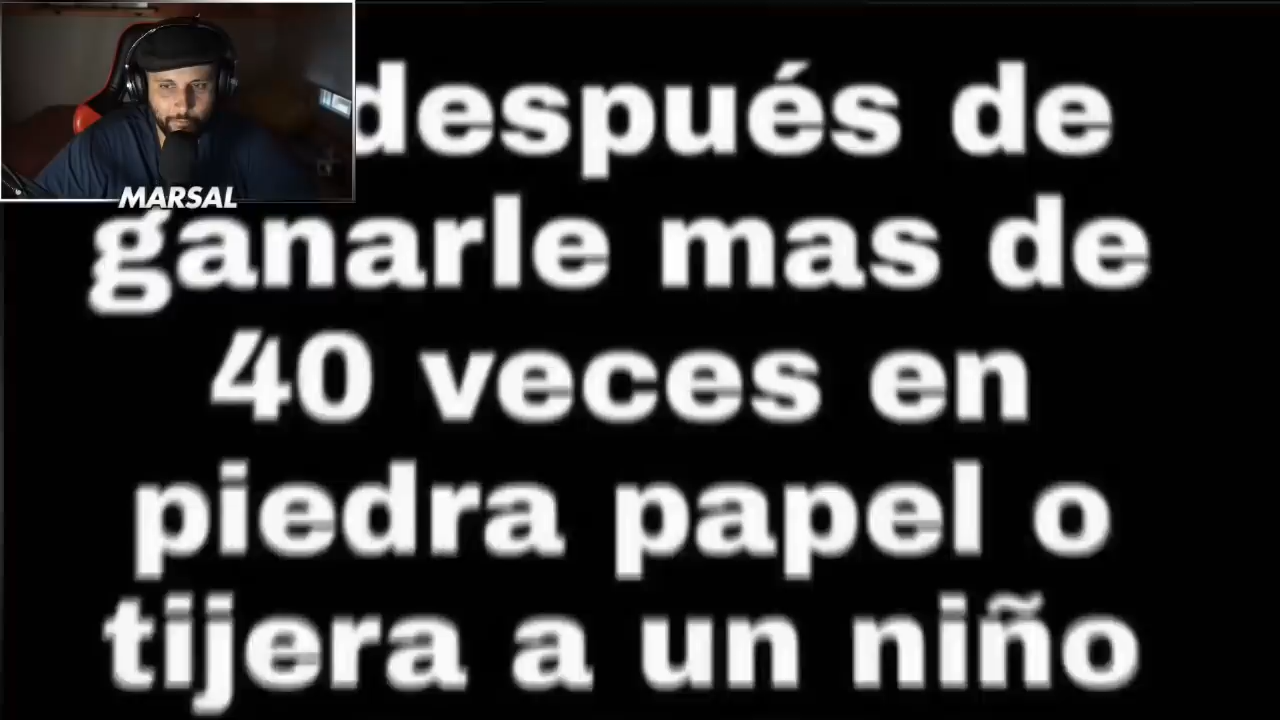 después de
MARSAL
ganarle mas de
40 veces en
piedra papel o
tijera a un niño